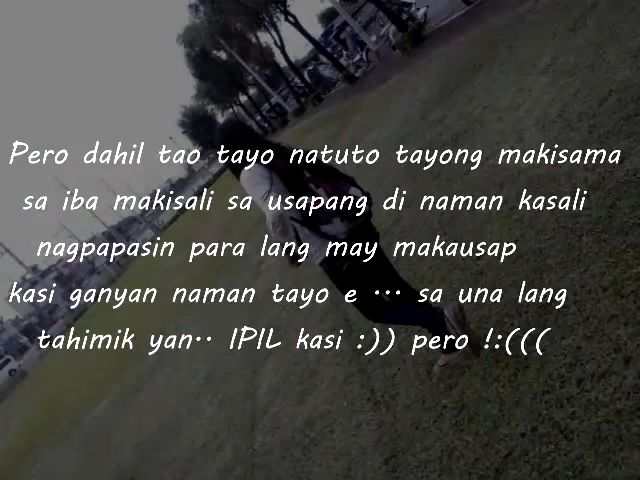 Pero dahil tao tayo natuto tayong makisama
sa iba makisali sa usapang di naman kasali
nagpapasin para lang may makausap
kasi ganyan naman tayo e ... sa una lang
tahimik yan.. IPIL kasi :)) pero !:(((